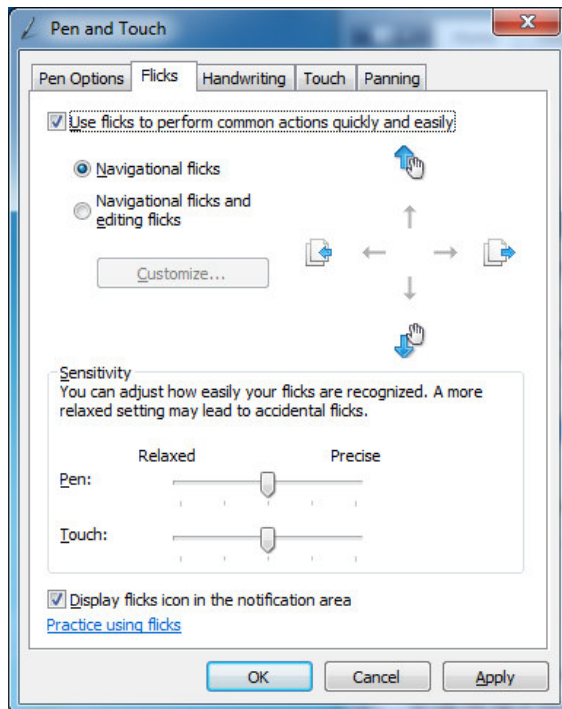 Pen and Touch
Pen Options
Flicks
Handwriting
Touch
Panning
Use flicks to perform common actions quickly and easily
Navigational flicks
Navigational flicks and
editing flicks
Customize...
Sensitivity
You can adjust how easily your flicks are recognized. A more
relaxed setting may lead to accidental flicks.
Relaxed
Precise
Pen:
Touch:
Display flicks icon in the notification area
Practice using flicks
OK
Cancel
Apply